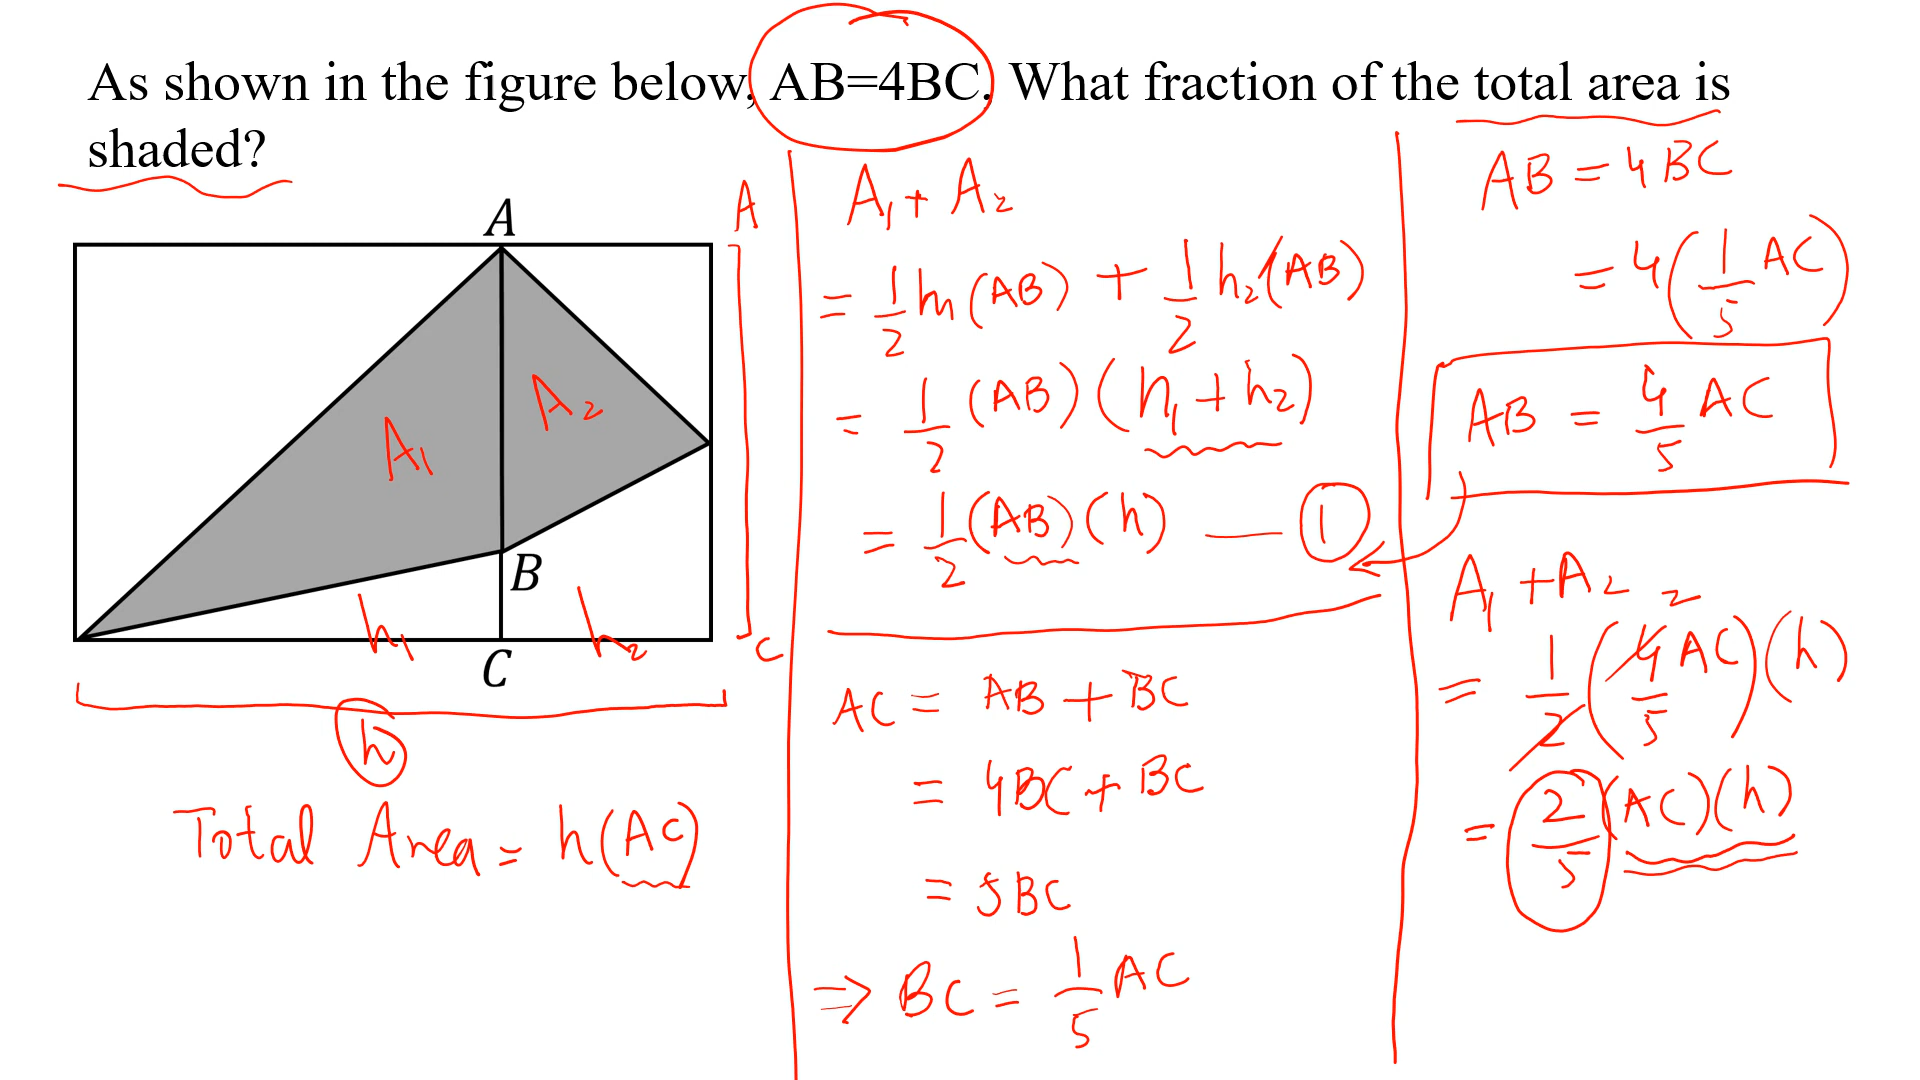 As shown in the figure below, AB=4BC. What fraction of the total area is
shaded?
A
A₁
A₂
B
C
h₁
h₂
h
A
C
Total Area = h(AC)
A₁ + A₂
= 1/2 h₁(AB) + 1/2 h₂(AB)
= 1/2 (AB)(h₁ + h₂)
= 1/2 (AB)(h) — ①
AC = AB + BC
= 4BC + BC
= 5BC
⇒ BC = 1/5 AC
AB = 4BC
= 4(1/5 AC)
AB = 4/5 AC
A₁ + A₂
2
= 1/2 (4/5 AC)(h)
= 2/5 (AC)(h)